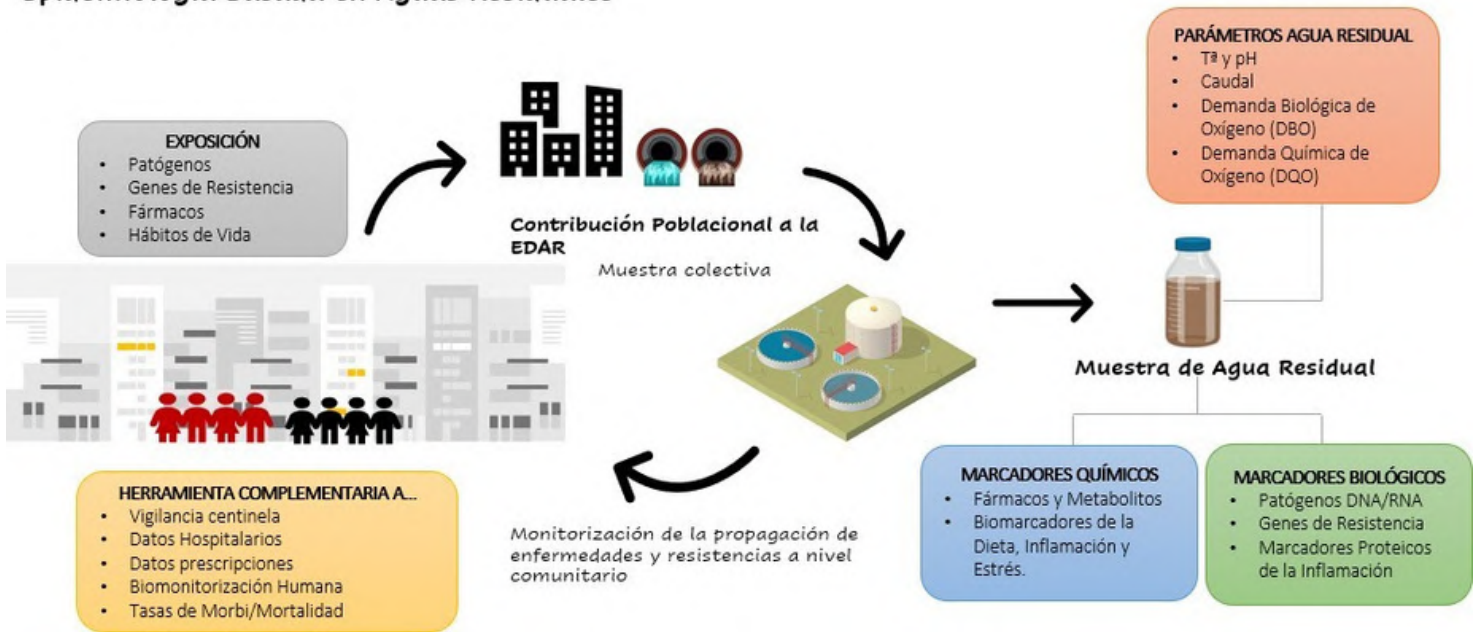 EXPOSICIÓN
• Patógenos
• Genes de Resistencia
• Fármacos
• Hábitos de Vida
Contribución Poblacional a la
EDAR
Muestra colectiva
PARÁMETROS AGUA RESIDUAL
• Tª y pH
• Caudal
• Demanda Biológica de
Oxígeno (DBO)
• Demanda Química de
Oxígeno (DQO)
Muestra de Agua Residual
MARCADORES QUÍMICOS
• Fármacos y Metabolitos
• Biomarcadores de la
Dieta, Inflamación y
Estrés.
MARCADORES BIOLÓGICOS
• Patógenos DNA/RNA
• Genes de Resistencia
• Marcadores Proteicos
de la Inflamación
Monitorización de la propagación de
enfermedades y resistencias a nivel
comunitario
HERRAMIENTA COMPLEMENTARIA A...
• Vigilancia centinela
• Datos Hospitalarios
• Datos prescripciones
• Biomonitorización Humana
• Tasas de Morbi/Mortalidad